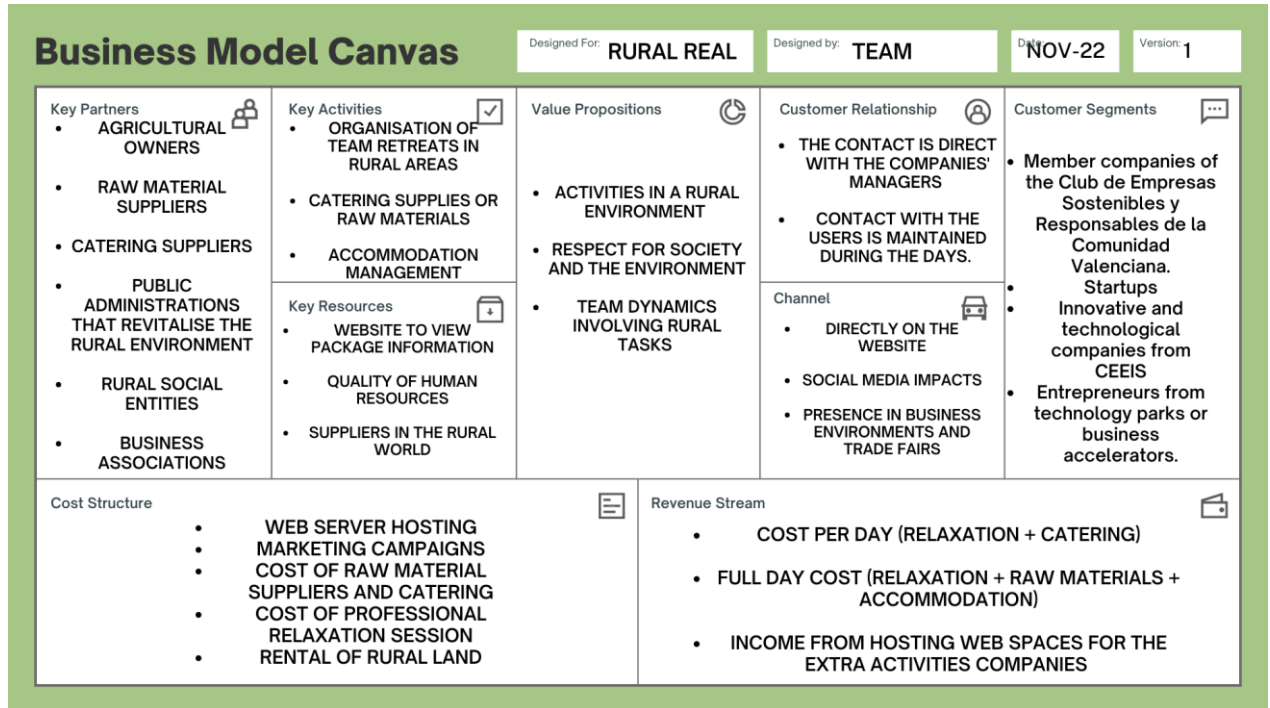 Business Model Canvas
Designed For:
RURAL REAL
Designed by:
TEAM
Date:
NOV-22
Version:
1
Key Partners
• AGRICULTURAL
OWNERS
• RAW MATERIAL
SUPPLIERS
• CATERING SUPPLIERS
• PUBLIC
ADMINISTRATIONS
THAT REVITALISE THE
RURAL ENVIRONMENT
• RURAL SOCIAL
ENTITIES
• BUSINESS
ASSOCIATIONS
Key Activities
• ORGANISATION OF
TEAM RETREATS IN
RURAL AREAS
• CATERING SUPPLIES OR
RAW MATERIALS
• ACCOMMODATION
MANAGEMENT
Key Resources
• WEBSITE TO VIEW
PACKAGE INFORMATION
• QUALITY OF HUMAN
RESOURCES
• SUPPLIERS IN THE RURAL
WORLD
Value Propositions
• ACTIVITIES IN A RURAL
ENVIRONMENT
• RESPECT FOR SOCIETY
AND THE ENVIRONMENT
• TEAM DYNAMICS
INVOLVING RURAL
TASKS
Customer Relationship
• THE CONTACT IS DIRECT
WITH THE COMPANIES'
MANAGERS
• CONTACT WITH THE
USERS IS MAINTAINED
DURING THE DAYS.
Channel
• DIRECTLY ON THE
WEBSITE
• SOCIAL MEDIA IMPACTS
• PRESENCE IN BUSINESS
ENVIRONMENTS AND
TRADE FAIRS
Customer Segments
• Member companies of
the Club de Empresas
Sostenibles y
Responsables de la
Comunidad
Valenciana.
• Startups
• Innovative and
technological
companies from
CEEIS
• Entrepreneurs from
technology parks or
business
accelerators.
Cost Structure
• WEB SERVER HOSTING
• MARKETING CAMPAIGNS
• COST OF RAW MATERIAL
SUPPLIERS AND CATERING
• COST OF PROFESSIONAL
RELAXATION SESSION
• RENTAL OF RURAL LAND
Revenue Stream
• COST PER DAY (RELAXATION + CATERING)
• FULL DAY COST (RELAXATION + RAW MATERIALS +
ACCOMMODATION)
• INCOME FROM HOSTING WEB SPACES FOR THE
EXTRA ACTIVITIES COMPANIES